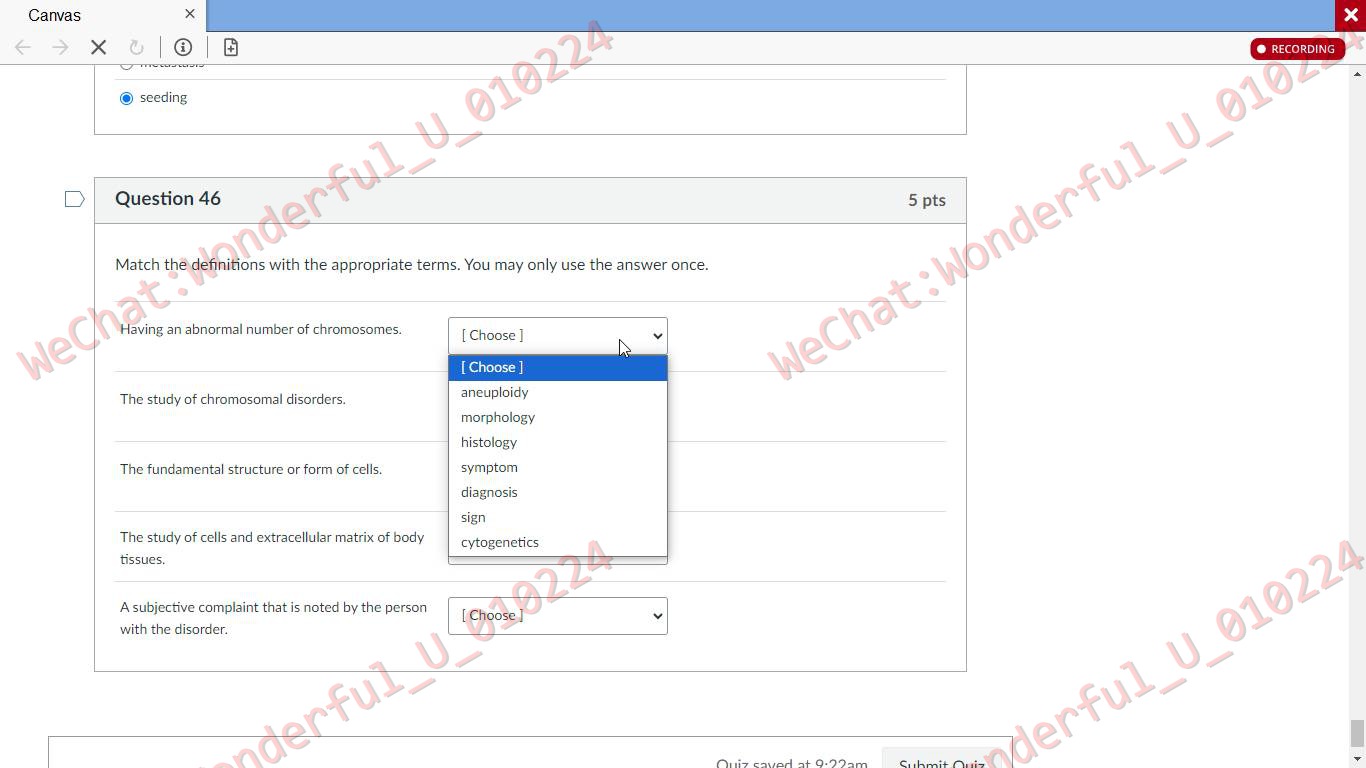 Canvas
RECORDING
metastasis
seeding
Question 46
5 pts
Match the definitions with the appropriate terms. You may only use the answer once.
Having an abnormal number of chromosomes.
[ Choose ]
[ Choose ]
aneuploidy
The study of chromosomal disorders.
morphology
histology
The fundamental structure or form of cells.
symptom
diagnosis
sign
The study of cells and extracellular matrix of body
tissues.
cytogenetics
A subjective complaint that is noted by the person
with the disorder.
[ Choose ]
Quiz saved at 9:22am
Submit Quiz
WeChat:Wonderful_U_010224
WeChat:Wonderful_U_010224
Wonderful_U_010224
Wonderful_U_010224